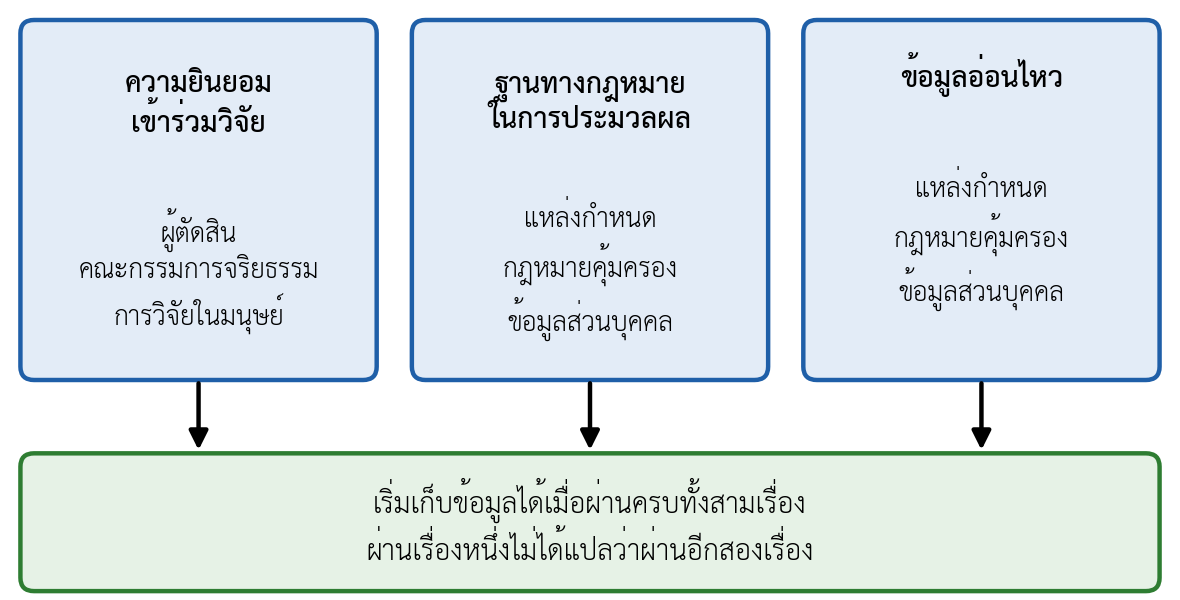 ความยินยอม
เข้าร่วมวิจัย
ผู้ตัดสิน
คณะกรรมการจริยธรรม
การวิจัยในมนุษย์
ฐานทางกฎหมาย
ในการประมวลผล
แหล่งกำหนด
กฎหมายคุ้มครอง
ข้อมูลส่วนบุคคล
ข้อมูลอ่อนไหว
แหล่งกำหนด
กฎหมายคุ้มครอง
ข้อมูลส่วนบุคคล
เริ่มเก็บข้อมูลได้เมื่อผ่านครบทั้งสามเรื่อง
ผ่านเรื่องหนึ่งไม่ได้แปลว่าผ่านอีกสองเรื่อง